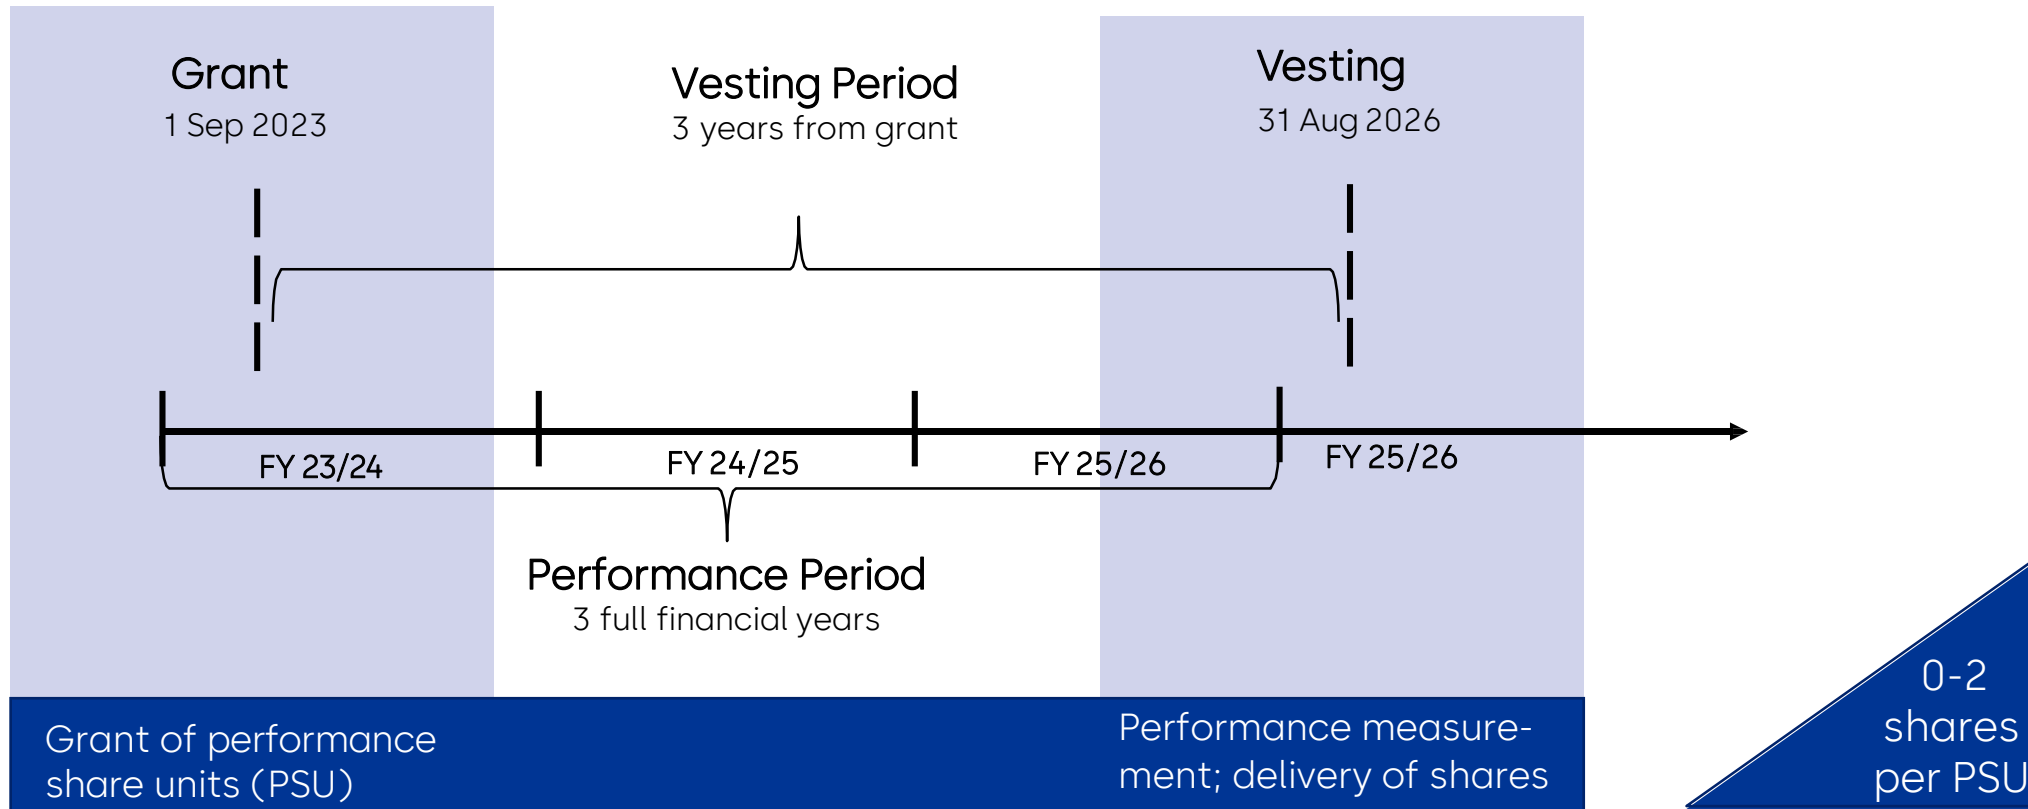 Grant
1 Sep 2023
Vesting Period
3 years from grant
Vesting
31 Aug 2026
FY 23/24
FY 24/25
FY 25/26
FY 25/26
Performance Period
3 full financial years
Grant of performance
share units (PSU)
Performance measure-
ment; delivery of shares
0-2
shares
per PSU